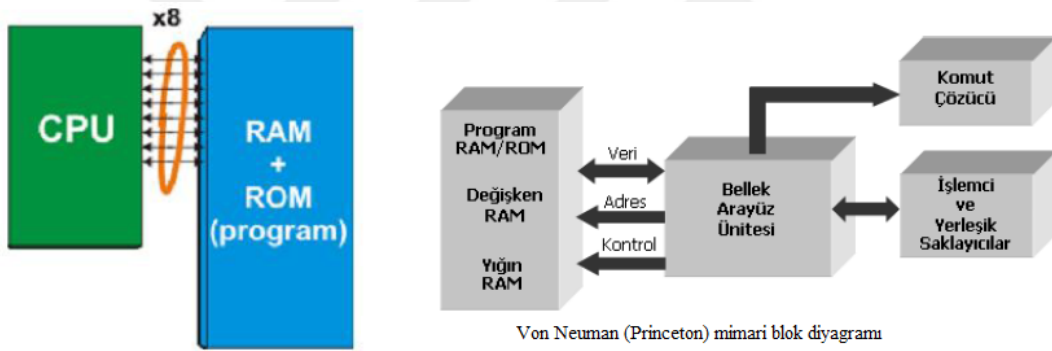 x8
CPU
RAM
+
ROM
(program)
Program
RAM/ROM
Değişken
RAM
Yığın
RAM
Veri
Adres
Kontrol
Bellek
Arayüz
Ünitesi
Komut
Çözücü
İşlemci
ve
Yerleşik
Saklayıcılar
Von Neuman (Princeton) mimari blok diyagramı